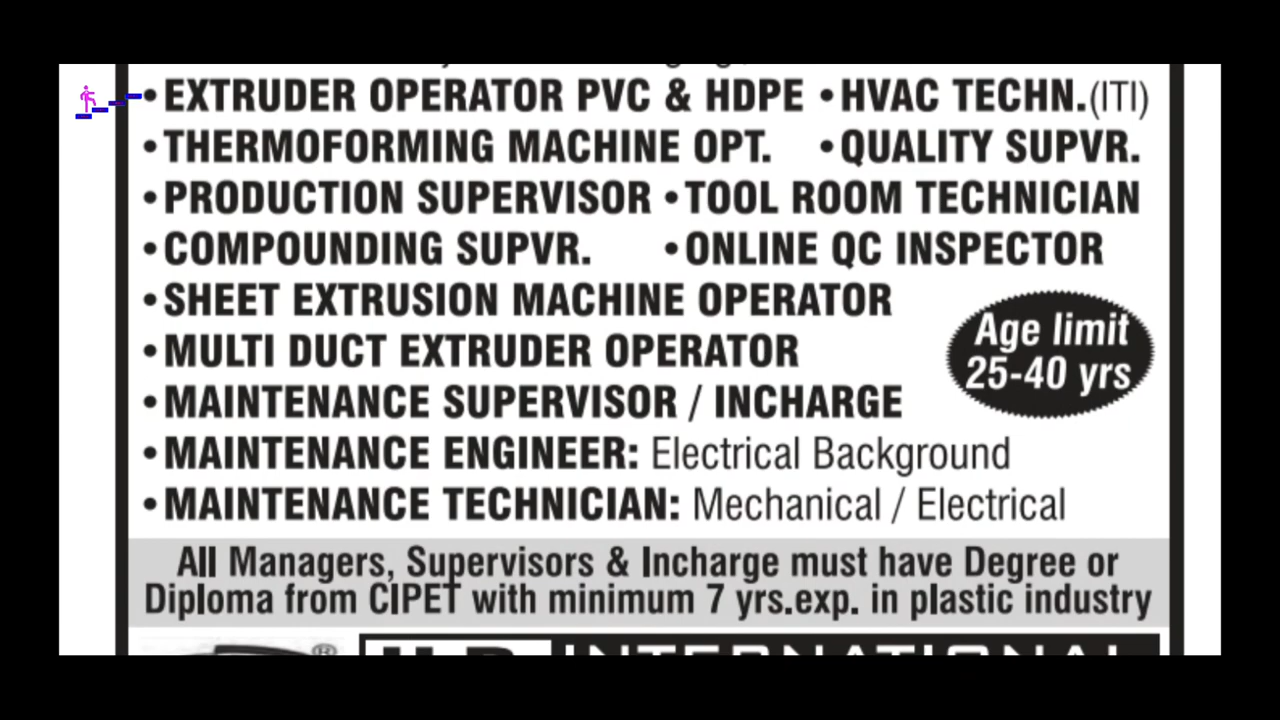 •EXTRUDER OPERATOR PVC & HDPE •HVAC TECHN.(ITI)
•THERMOFORMING MACHINE OPT. •QUALITY SUPVR.
•PRODUCTION SUPERVISOR •TOOL ROOM TECHNICIAN
•COMPOUNDING SUPVR. •ONLINE QC INSPECTOR
•SHEET EXTRUSION MACHINE OPERATOR
•MULTI DUCT EXTRUDER OPERATOR
•MAINTENANCE SUPERVISOR / INCHARGE
Age limit
25-40 yrs
•MAINTENANCE ENGINEER: Electrical Background
•MAINTENANCE TECHNICIAN: Mechanical / Electrical
All Managers, Supervisors & Incharge must have Degree or
Diploma from CIPET with minimum 7 yrs.exp. in plastic industry
® INTERNATIONAL